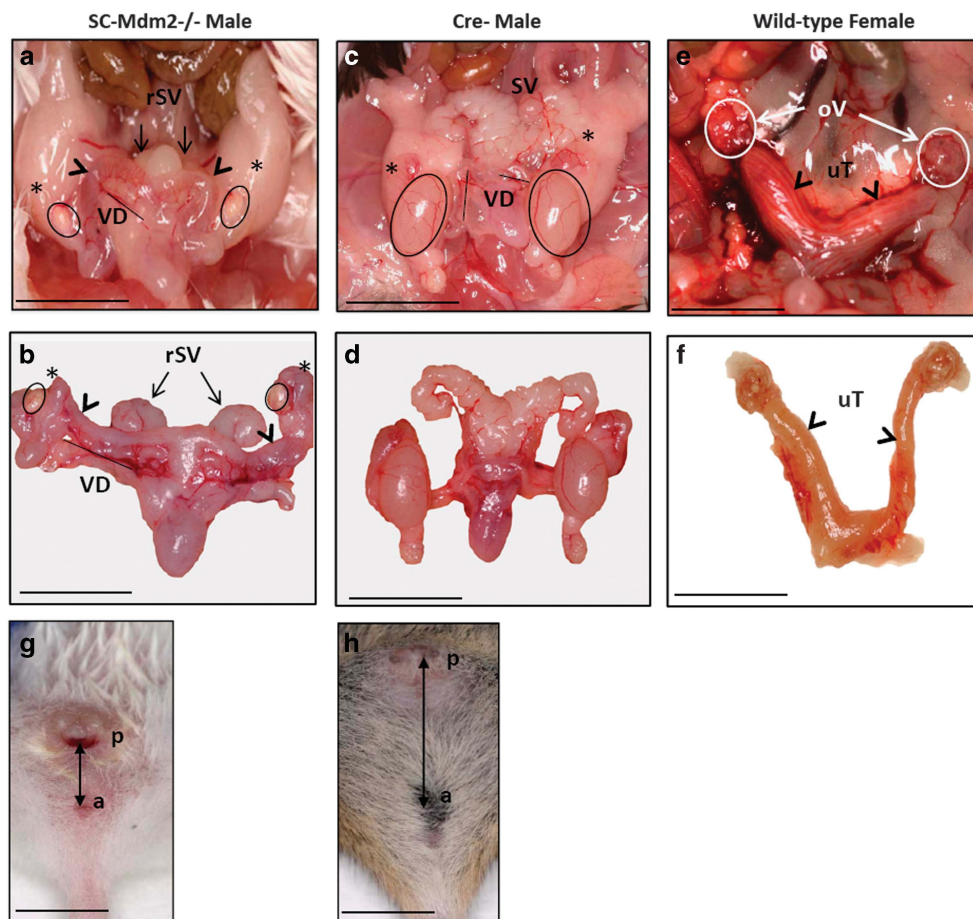 SC-Mdm2-/- Male
Cre- Male
Wild-type Female
a
rSV
*
*
VD
c
SV
*
*
VD
e
oV
uT
b
rSV
*
*
VD
d
f
uT
g
p
a
h
p
a